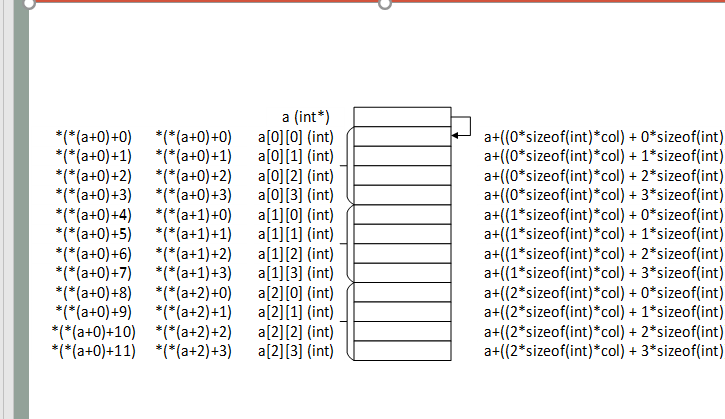 a (int*)
*(*(a+0)+0) *(*(a+0)+0) a[0][0] (int) a+((0*sizeof(int)*col) + 0*sizeof(int)
*(*(a+0)+1) *(*(a+0)+1) a[0][1] (int) a+((0*sizeof(int)*col) + 1*sizeof(int)
*(*(a+0)+2) *(*(a+0)+2) a[0][2] (int) a+((0*sizeof(int)*col) + 2*sizeof(int)
*(*(a+0)+3) *(*(a+0)+3) a[0][3] (int) a+((0*sizeof(int)*col) + 3*sizeof(int)
*(*(a+0)+4) *(*(a+1)+0) a[1][0] (int) a+((1*sizeof(int)*col) + 0*sizeof(int)
*(*(a+0)+5) *(*(a+1)+1) a[1][1] (int) a+((1*sizeof(int)*col) + 1*sizeof(int)
*(*(a+0)+6) *(*(a+1)+2) a[1][2] (int) a+((1*sizeof(int)*col) + 2*sizeof(int)
*(*(a+0)+7) *(*(a+1)+3) a[1][3] (int) a+((1*sizeof(int)*col) + 3*sizeof(int)
*(*(a+0)+8) *(*(a+2)+0) a[2][0] (int) a+((2*sizeof(int)*col) + 0*sizeof(int)
*(*(a+0)+9) *(*(a+2)+1) a[2][1] (int) a+((2*sizeof(int)*col) + 1*sizeof(int)
*(*(a+0)+10) *(*(a+2)+2) a[2][2] (int) a+((2*sizeof(int)*col) + 2*sizeof(int)
*(*(a+0)+11) *(*(a+2)+3) a[2][3] (int) a+((2*sizeof(int)*col) + 3*sizeof(int)